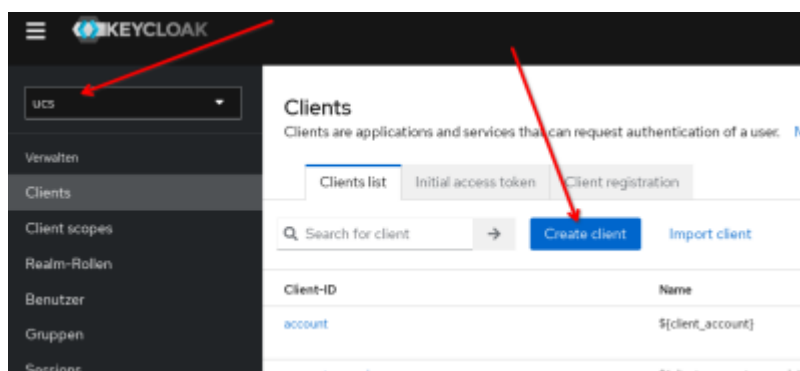 KEYCLOAK
ucs
Verwalten
Clients
Client scopes
Realm-Rollen
Benutzer
Gruppen
Sessions
Clients
Clients are applications and services that can request authentication of a user.
Clients list Initial access token Client registration
Search for client Create client Import client
Client-ID Name
account ${client_account}